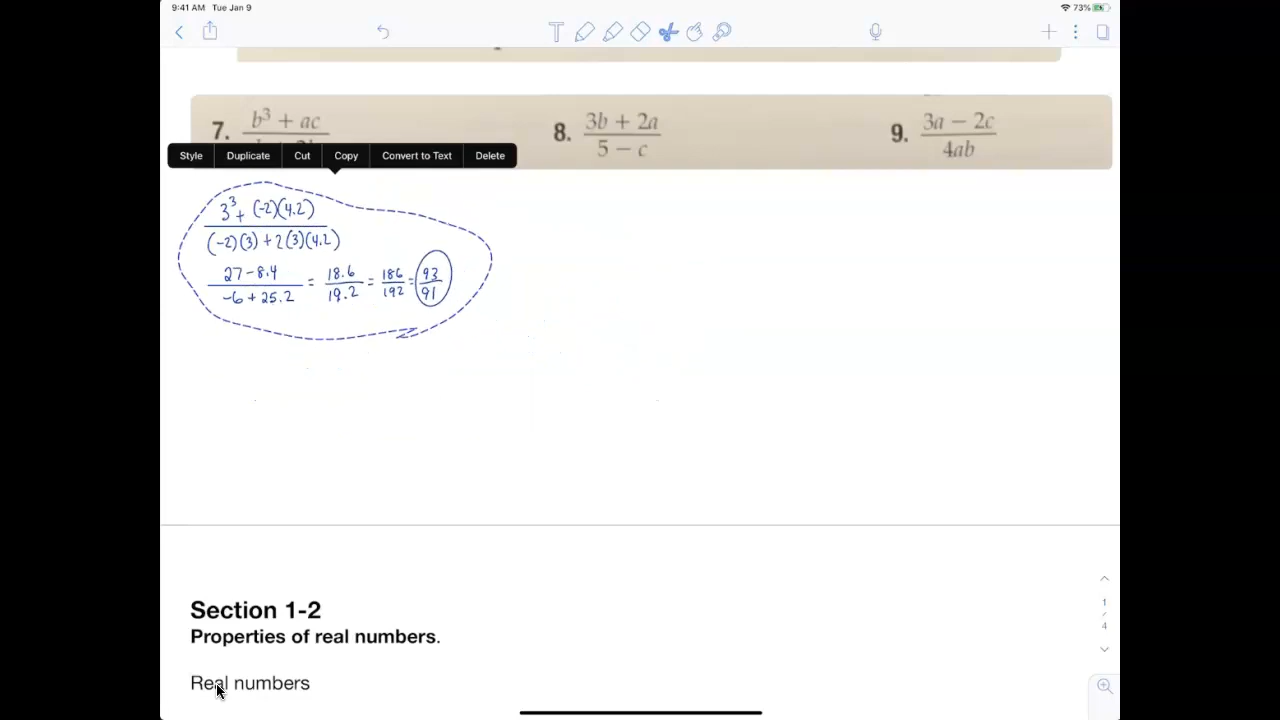 9:41 AM Tue Jan 9
73%
7. b³ + ac
8. 3b + 2a
5 − c
9. 3a − 2c
4ab
Style Duplicate Cut Copy Convert to Text Delete
3³ + (-2)(4.2)
(-2)(3) + 2(3)(4.2)
27 - 8.4
-6 + 25.2
= 18.6
19.2
= 186
192
= 93
91
Section 1-2
Properties of real numbers.
Real numbers
1
/
4